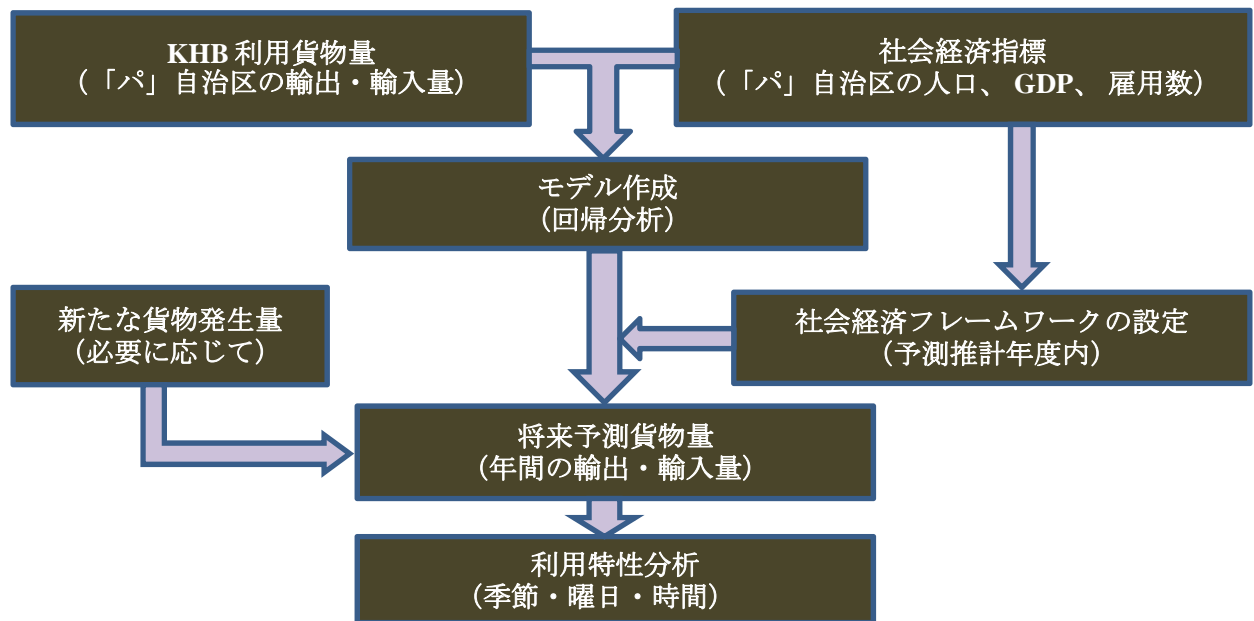 KHB 利用貨物量
（「パ」自治区の輸出・輸入量）
社会経済指標
（「パ」自治区の人口、 GDP、 雇用数）
モデル作成
（回帰分析）
新たな貨物発生量
（必要に応じて）
社会経済フレームワークの設定
（予測推計年度内）
将来予測貨物量
（年間の輸出・輸入量）
利用特性分析
（季節・曜日・時間）